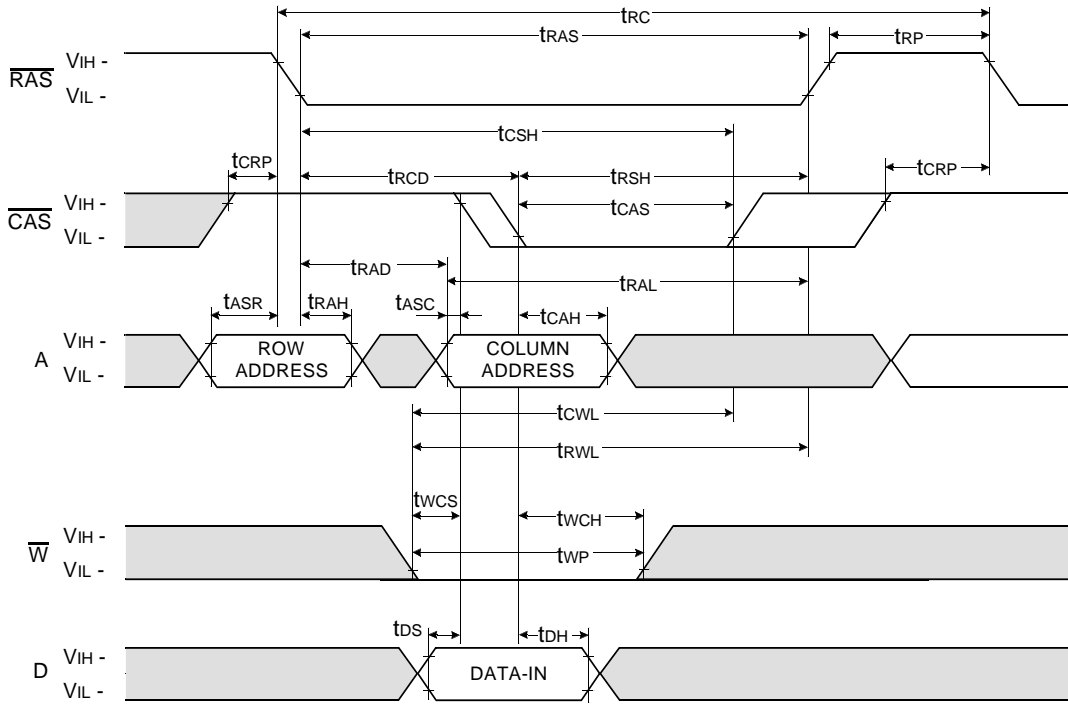 tRC
tRAS
tRP
RAS
VIH -
VIL -
tCSH
tCRP
tRCD
tRSH
tCRP
CAS
VIH -
VIL -
tCAS
tRAD
tRAL
tASR
tRAH
tASC
tCAH
A
VIH -
VIL -
ROW
ADDRESS
COLUMN
ADDRESS
tCWL
tRWL
tWCS
tWCH
W
VIH -
VIL -
tWP
tDS
tDH
D
VIH -
VIL -
DATA-IN